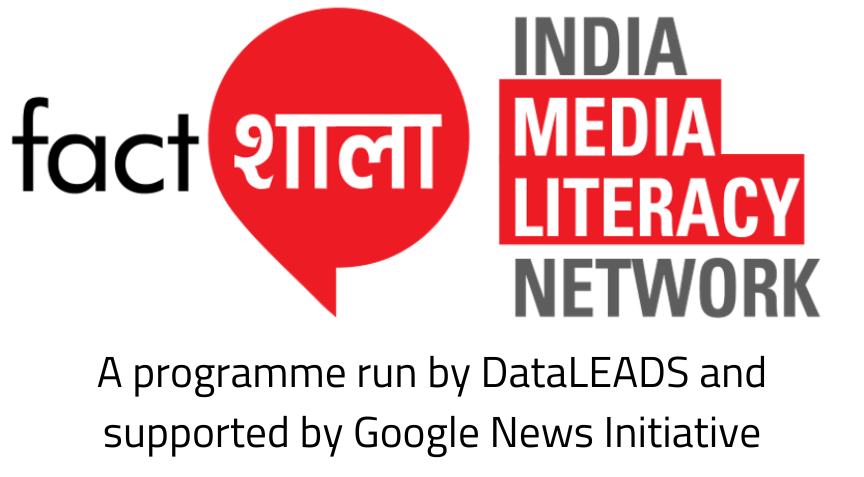 fact शाला
INDIA
MEDIA
LITERACY
NETWORK
A programme run by DataLEADS and
supported by Google News Initiative